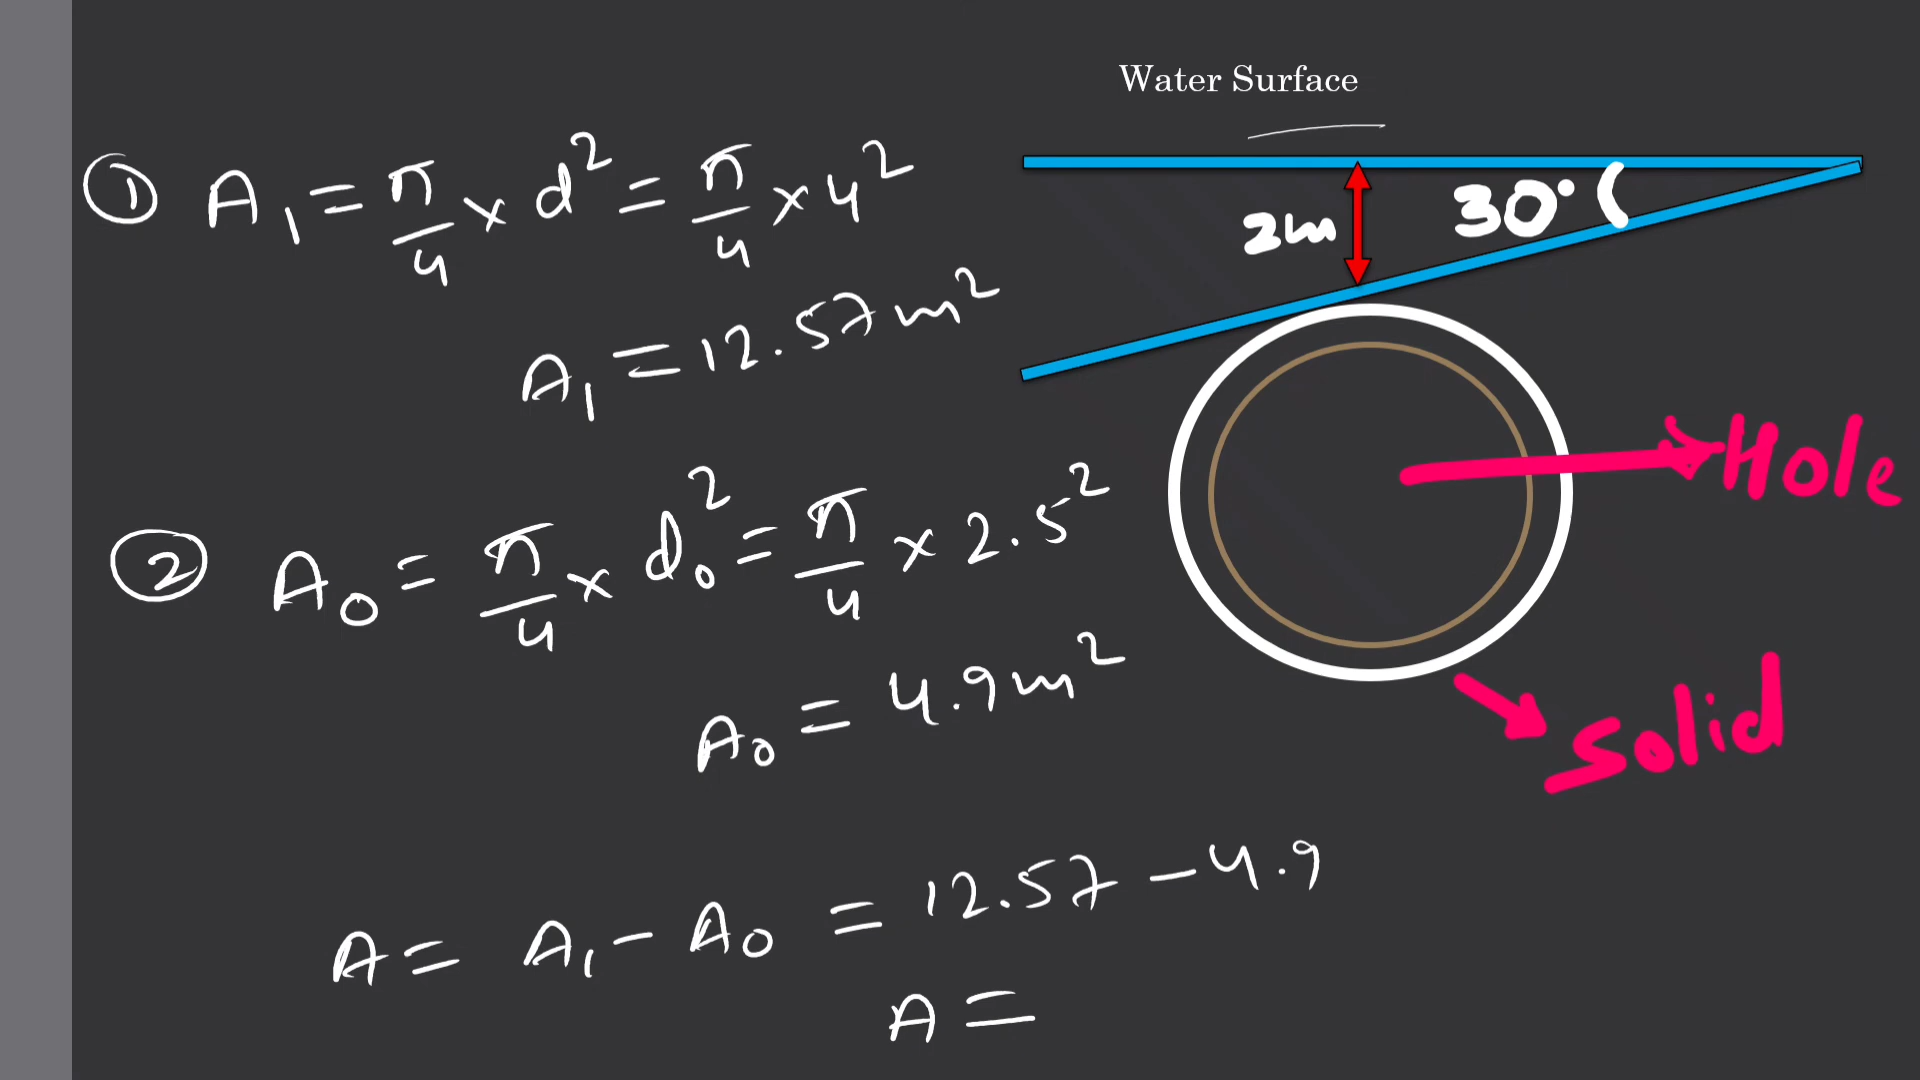 Water Surface
① A₁ = π/4 × d² = π/4 × 4²
2m
30°
A₁ = 12.57 m²
Hole
② A₀ = π/4 × d₀² = π/4 × 2.5²
A₀ = 4.9 m²
Solid
A = A₁ - A₀ = 12.57 - 4.9
A =